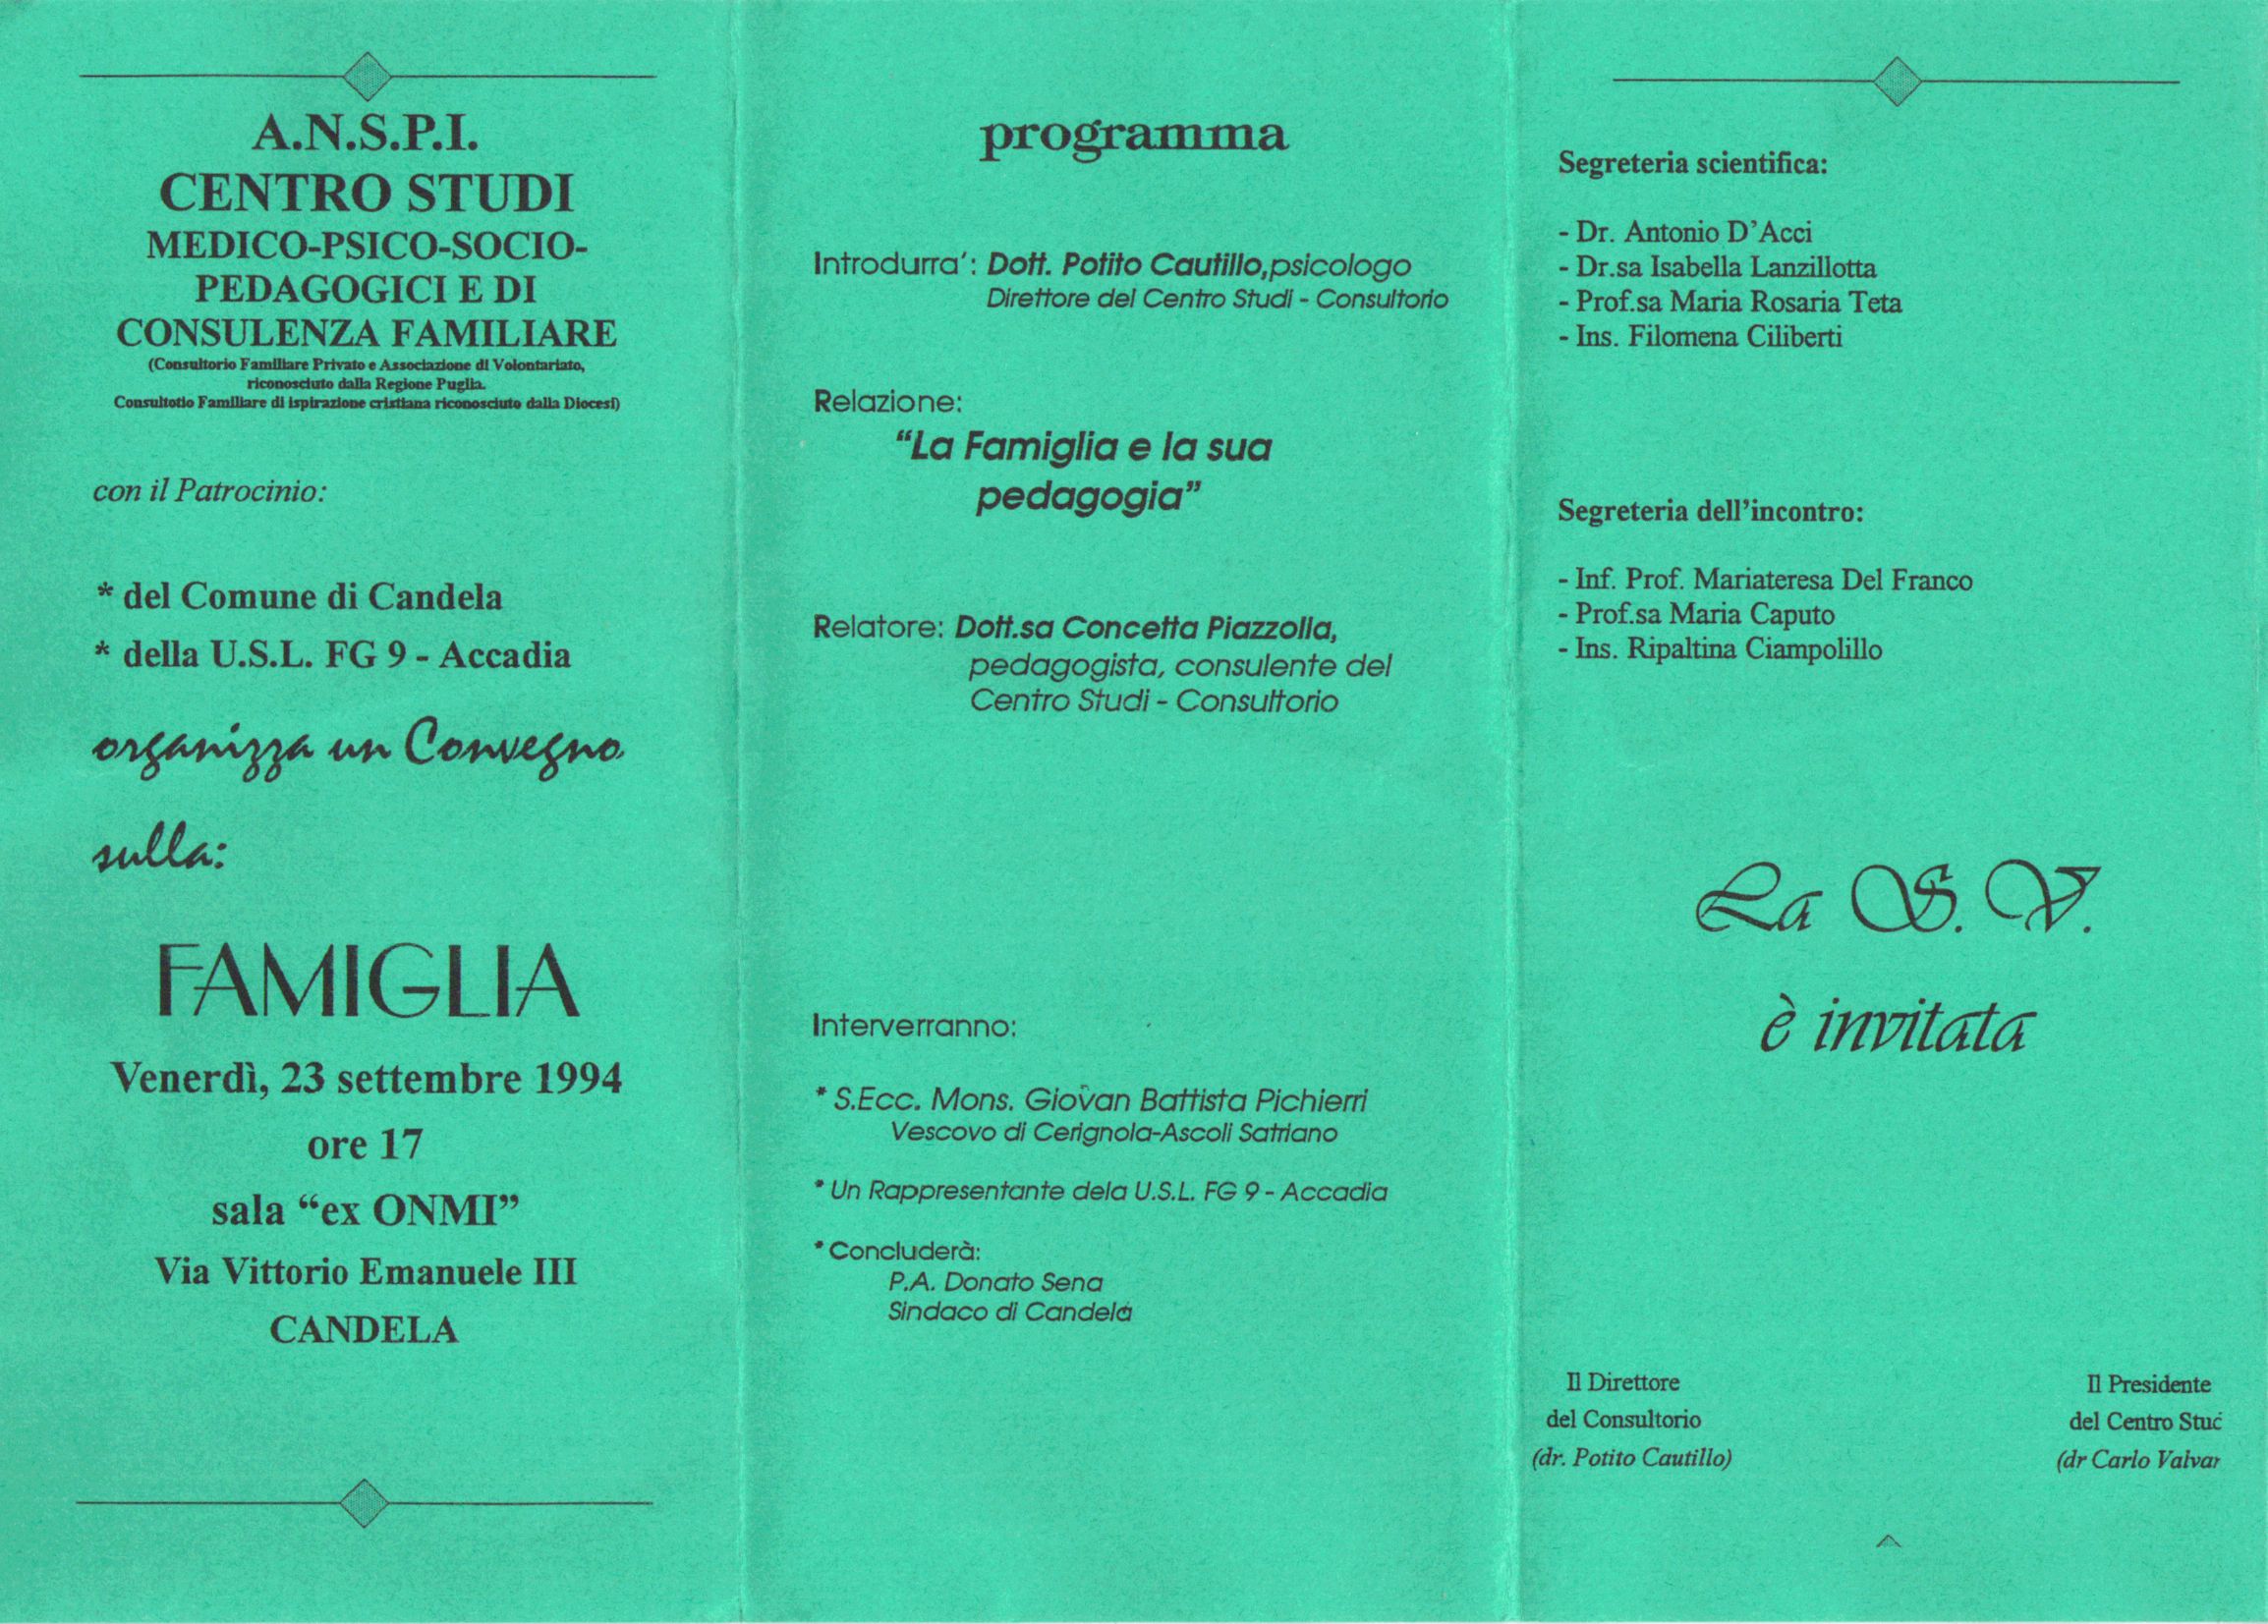 A.N.S.P.I.
CENTRO STUDI
MEDICO-PSICO-SOCIO-
PEDAGOGICI E DI
CONSULENZA FAMILIARE
(Consultorio Familiare Privato e Associazione di Volontariato,
riconosciuto dalla Regione Puglia.
Consultotio Familiare di ispirazione cristiana riconosciuto dalla Diocesi)
con il Patrocinio:
* del Comune di Candela
* della U.S.L. FG 9 - Accadia
organizza un Convegno
sulla:
FAMIGLIA
Venerdì, 23 settembre 1994
ore 17
sala “ex ONMI”
Via Vittorio Emanuele III
CANDELA
programma
Introdurra': Dott. Potito Cautillo,psicologo
Direttore del Centro Studi - Consultorio
Relazione:
“La Famiglia e la sua
pedagogia”
Relatore: Dott.sa Concetta Piazzolla,
pedagogista, consulente del
Centro Studi - Consultorio
Interverranno:
* S.Ecc. Mons. Giovan Battista Pichierri
Vescovo di Cerignola-Ascoli Satriano
* Un Rappresentante dela U.S.L. FG 9 - Accadia
* Concluderà:
P.A. Donato Sena
Sindaco di Candela
Segreteria scientifica:
- Dr. Antonio D’Acci
- Dr.sa Isabella Lanzillotta
- Prof.sa Maria Rosaria Teta
- Ins. Filomena Ciliberti
Segreteria dell’incontro:
- Inf. Prof. Mariateresa Del Franco
- Prof.sa Maria Caputo
- Ins. Ripaltina Ciampolillo
La S. V.
è invitata
Il Direttore
del Consultorio
(dr. Potito Cautillo)
Il Presidente
del Centro
(dr Carlo